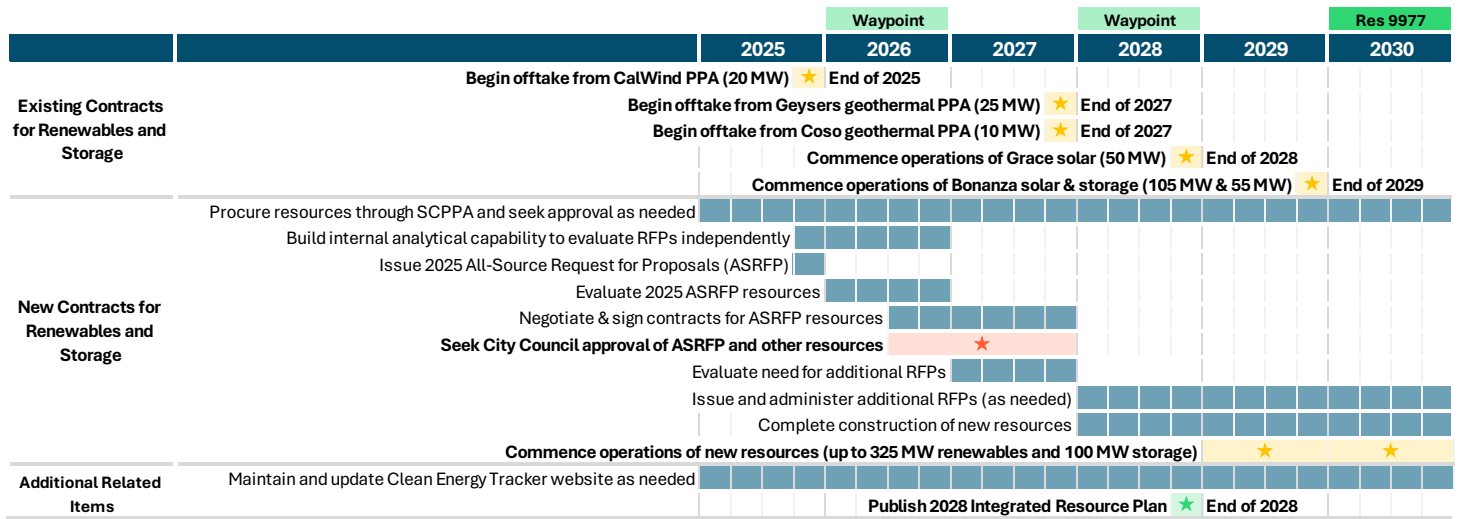 Waypoint Waypoint Res 9977
2025 2026 2027 2028 2029 2030
Existing Contracts
for Renewables and
Storage
Begin offtake from CalWind PPA (20 MW) End of 2025
Begin offtake from Geysers geothermal PPA (25 MW) End of 2027
Begin offtake from Coso geothermal PPA (10 MW) End of 2027
Commence operations of Grace solar (50 MW) End of 2028
Commence operations of Bonanza solar & storage (105 MW & 55 MW) End of 2029
New Contracts for
Renewables and
Storage
Procure resources through SCPPA and seek approval as needed
Build internal analytical capability to evaluate RFPs independently
Issue 2025 All-Source Request for Proposals (ASRFP)
Evaluate 2025 ASRFP resources
Negotiate & sign contracts for ASRFP resources
Seek City Council approval of ASRFP and other resources
Evaluate need for additional RFPs
Issue and administer additional RFPs (as needed)
Complete construction of new resources
Commence operations of new resources (up to 325 MW renewables and 100 MW storage)
Additional Related
Items
Maintain and update Clean Energy Tracker website as needed
Publish 2028 Integrated Resource Plan End of 2028